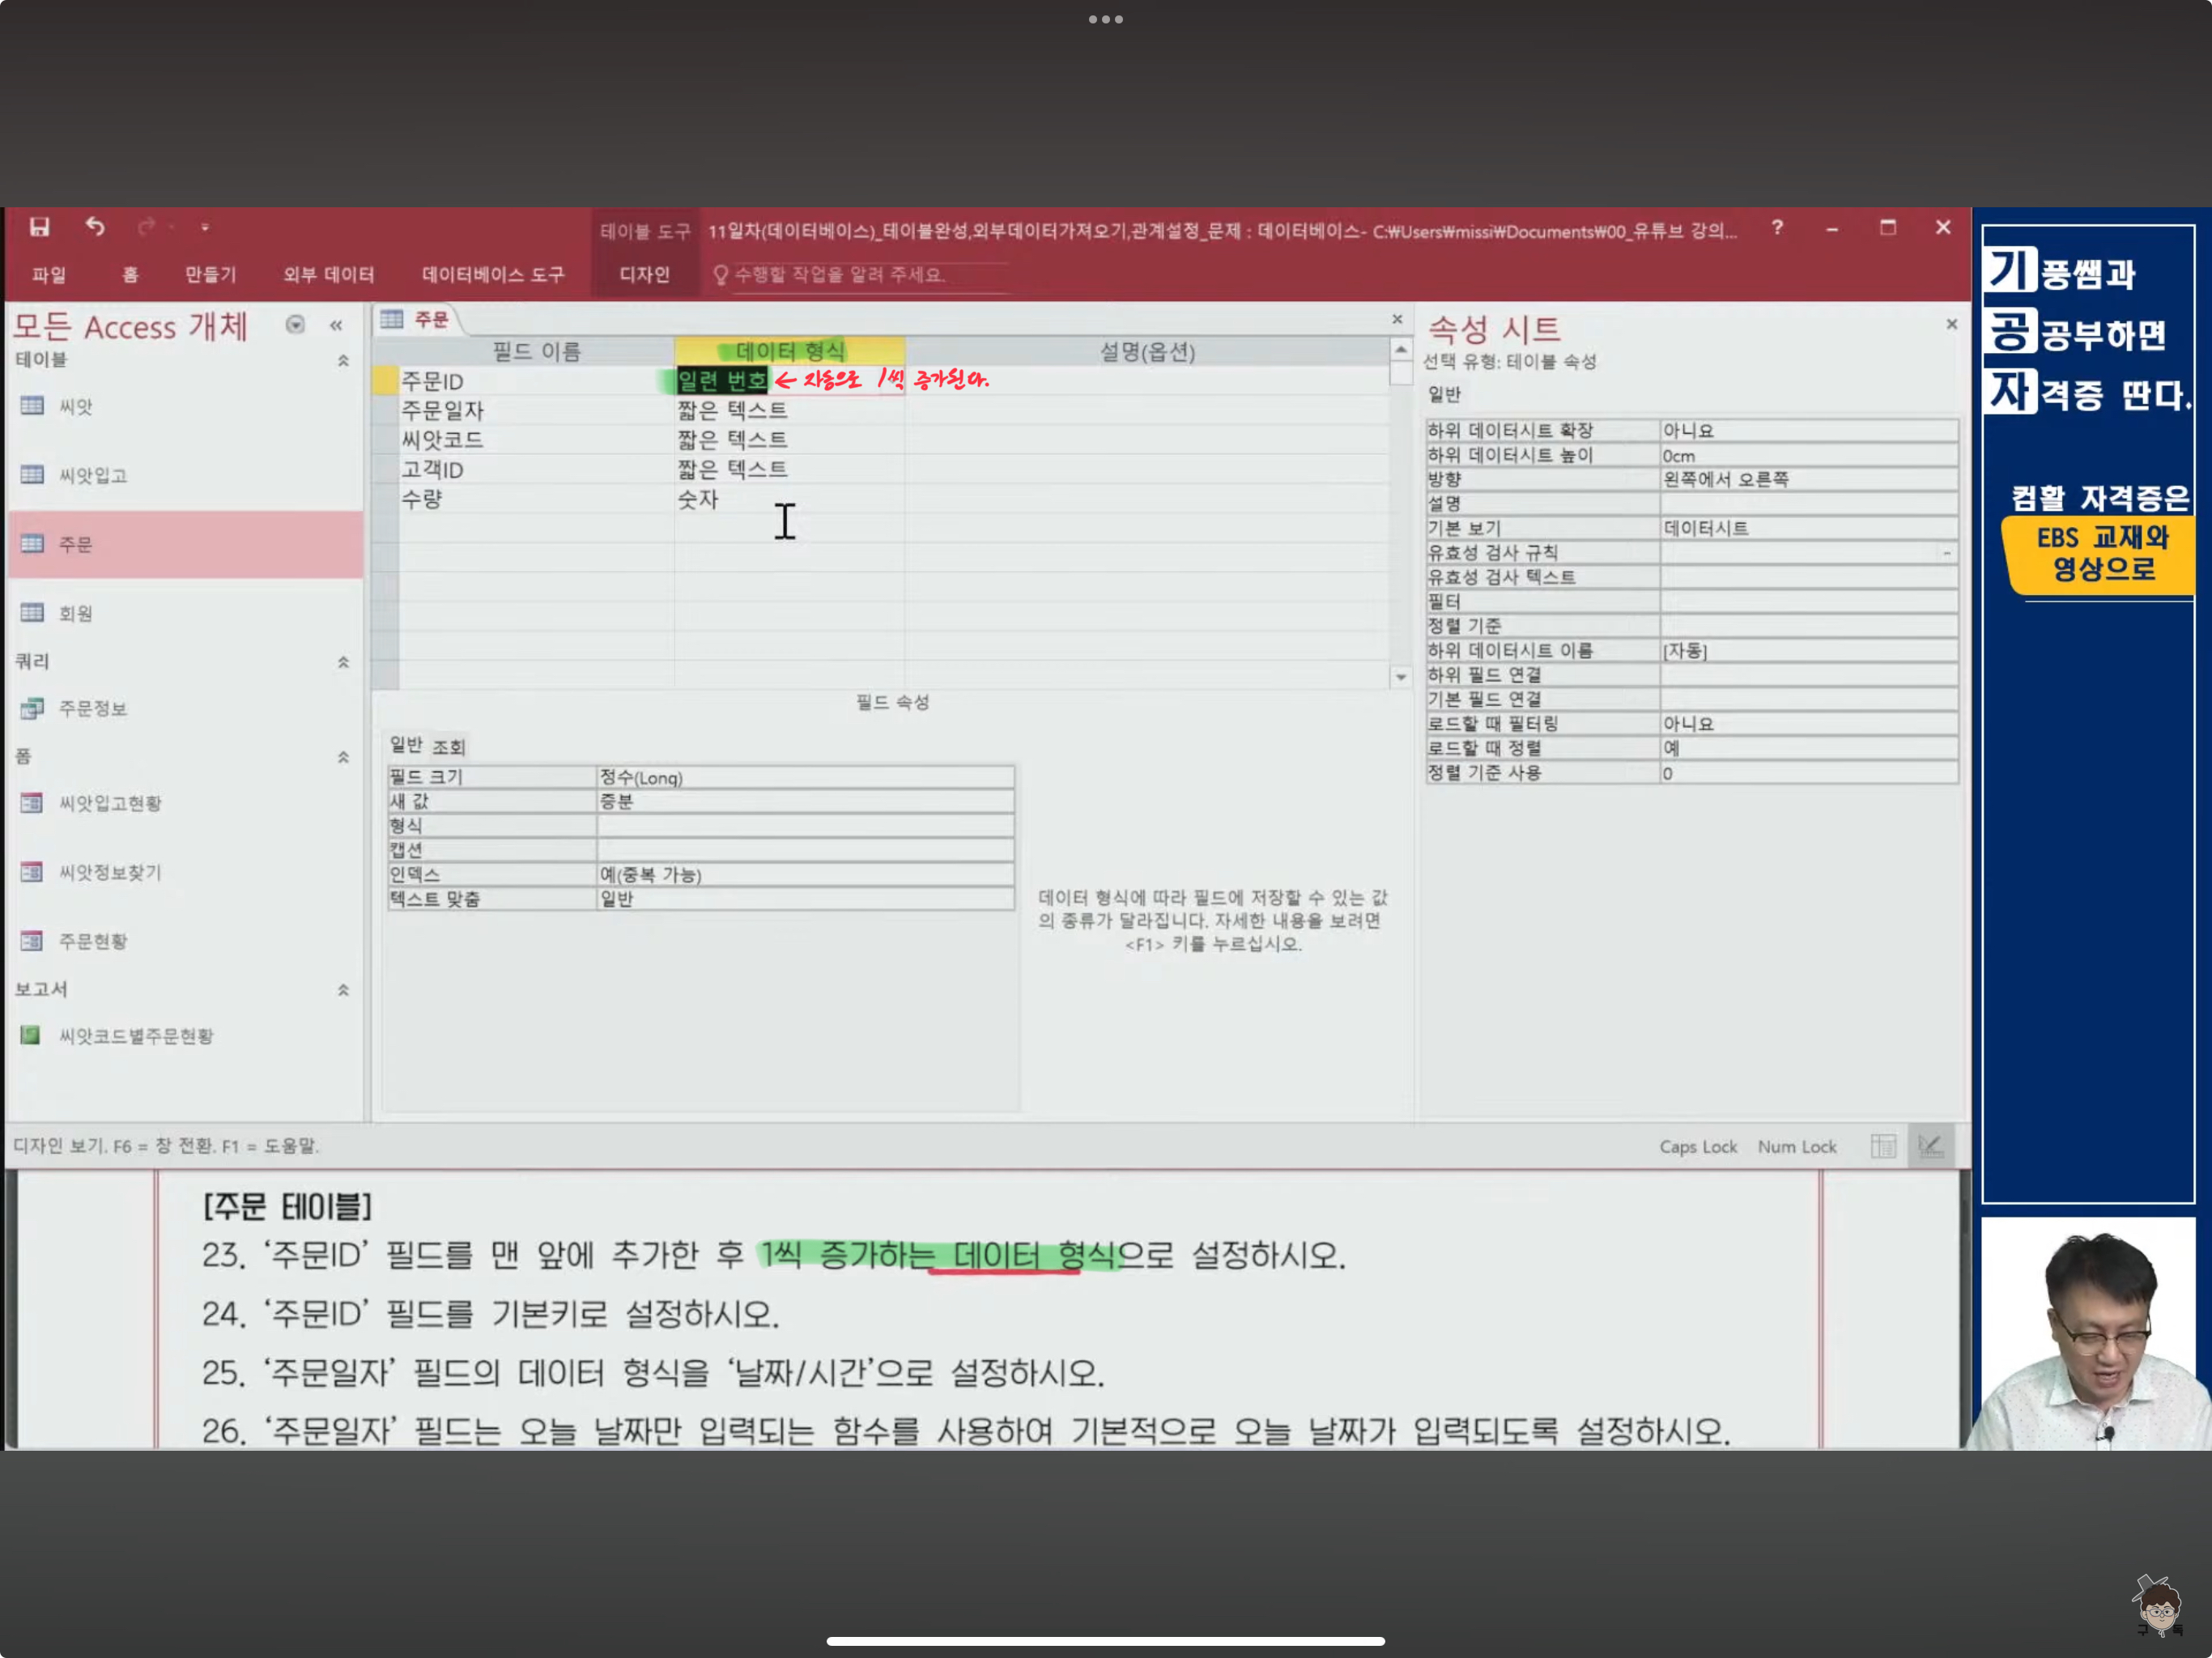 테이블 도구
11일차(데이터베이스)_테이블완성,외부데이터가져오기,관계설정_문제 : 데이터베이스- C:₩Users₩missi₩Documents₩00_유튜브 강의...
?
파일 홈 만들기 외부 데이터 데이터베이스 도구 디자인 수행할 작업을 알려 주세요.
모든 Access 개체
테이블
씨앗
씨앗입고
주문
회원
쿼리
주문정보
폼
씨앗입고현황
씨앗정보찾기
주문현황
보고서
씨앗코드별주문현황
주문
필드 이름 데이터 형식 설명(옵션)
주문ID 일련 번호 ← 자동으로 1씩 증가된다.
주문일자 짧은 텍스트
씨앗코드 짧은 텍스트
고객ID 짧은 텍스트
수량 숫자
필드 속성
일반 조회
필드 크기 정수(Long)
새 값 증분
형식
캡션
인덱스 예(중복 가능)
텍스트 맞춤 일반
데이터 형식에 따라 필드에 저장할 수 있는 값
의 종류가 달라집니다. 자세한 내용을 보려면
<F1> 키를 누르십시오.
속성 시트
선택 유형: 테이블 속성
일반
하위 데이터시트 확장 아니요
하위 데이터시트 높이 0cm
방향 왼쪽에서 오른쪽
설명
기본 보기 데이터시트
유효성 검사 규칙
유효성 검사 텍스트
필터
정렬 기준
하위 데이터시트 이름 [자동]
하위 필드 연결
기본 필드 연결
로드할 때 필터링 아니요
로드할 때 정렬 예
정렬 기준 사용 0
디자인 보기. F6 = 창 전환. F1 = 도움말.
Caps Lock Num Lock
[주문 테이블]
23. ‘주문ID’ 필드를 맨 앞에 추가한 후 1씩 증가하는 데이터 형식으로 설정하시오.
24. ‘주문ID’ 필드를 기본키로 설정하시오.
25. ‘주문일자’ 필드의 데이터 형식을 ‘날짜/시간’으로 설정하시오.
26. ‘주문일자’ 필드는 오늘 날짜만 입력되는 함수를 사용하여 기본적으로 오늘 날짜가 입력되도록 설정하시오.
기풍쌤과
공공부하면
자격증 딴다.
컴활 자격증은
EBS 교재와
영상으로
구독